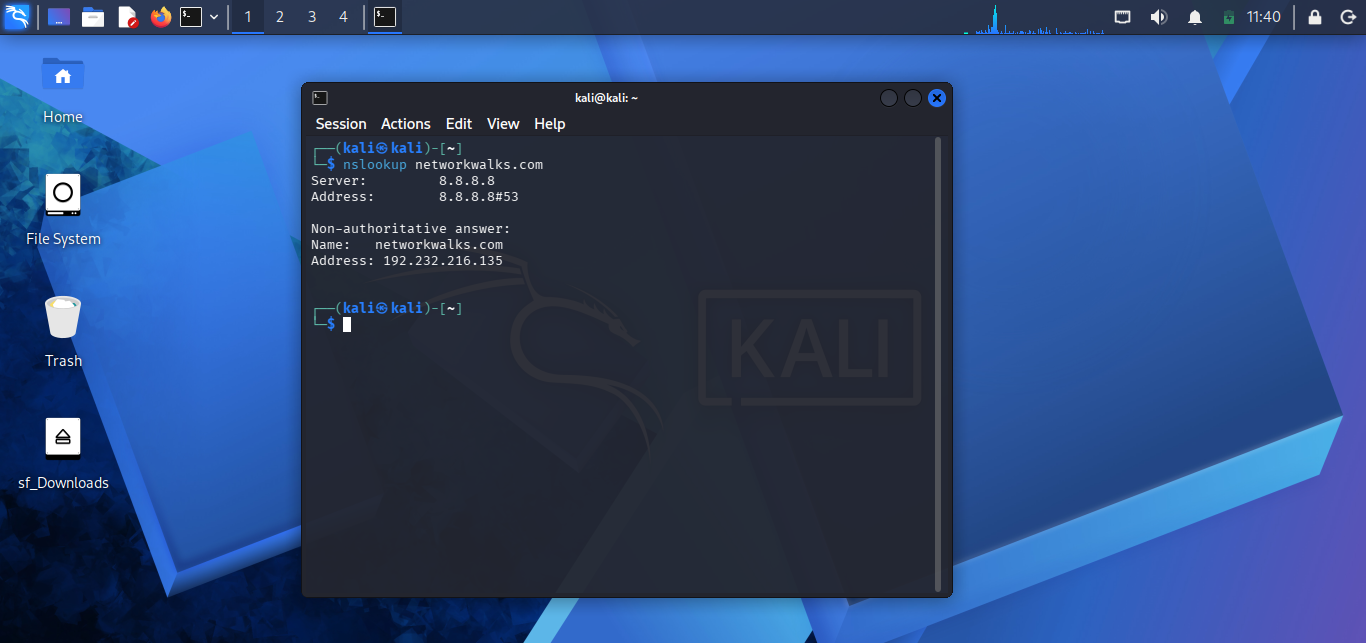 1 2 3 4 11:40
Home
File System
Trash
sf_Downloads
kali@kali: ~
Session Actions Edit View Help
┌──(kali㉿kali)-[~]
└─$ nslookup networkwalks.com
Server:         8.8.8.8
Address:        8.8.8.8#53
Non-authoritative answer:
Name:   networkwalks.com
Address: 192.232.216.135
┌──(kali㉿kali)-[~]
└─$
KALI